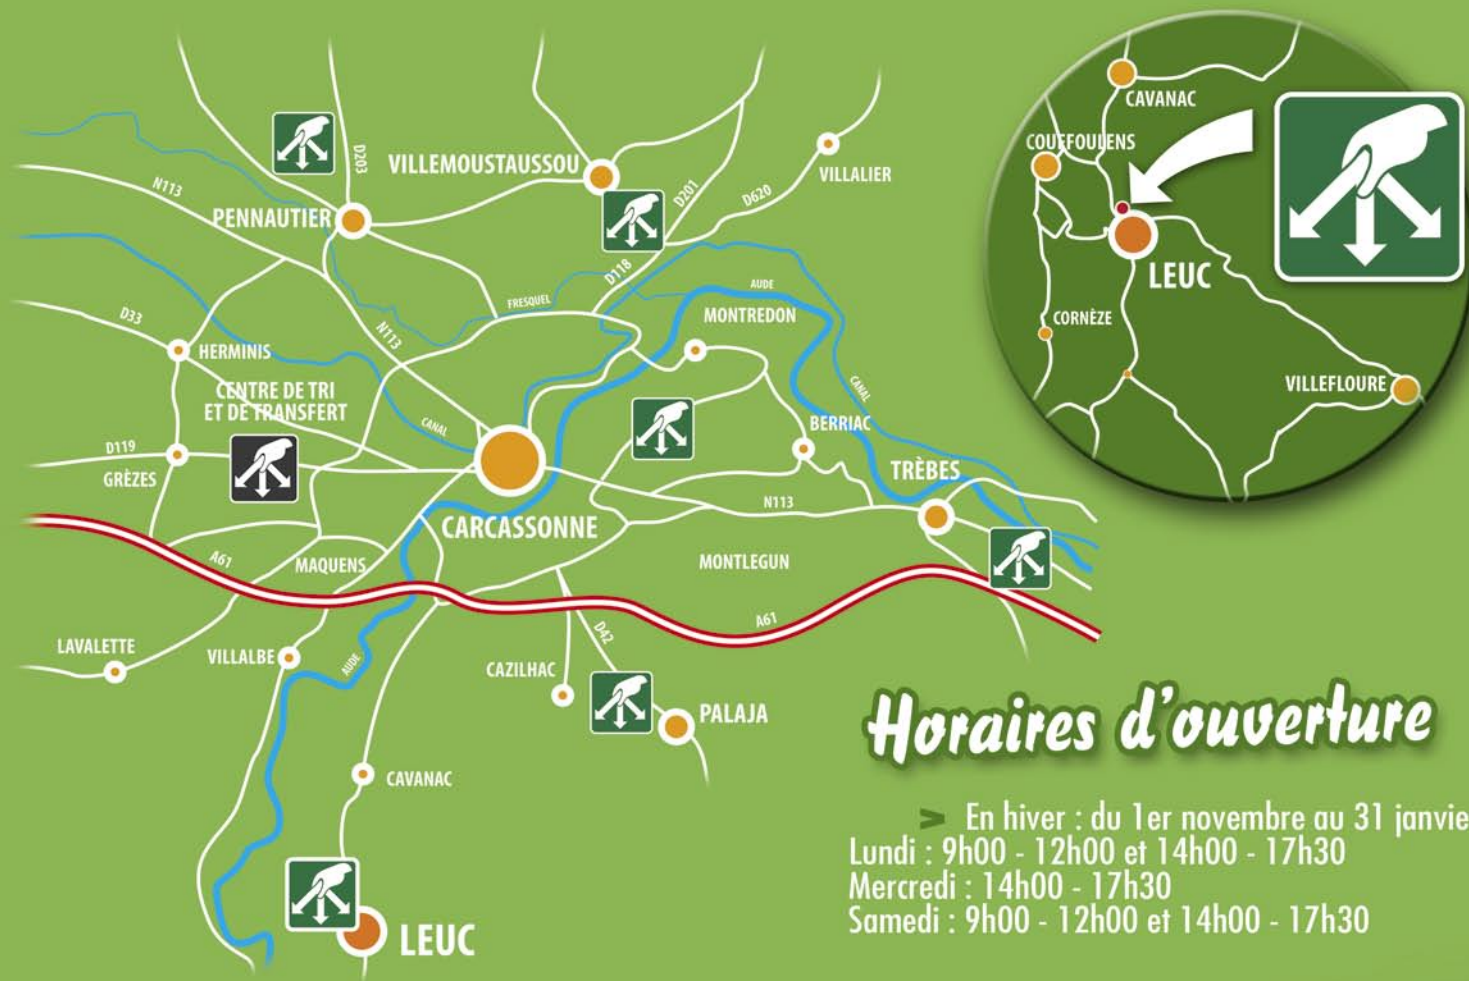 D203
VILLEMOUSTAUSSOU
VILLALIER
N113
PENNAUTIER
D201
D620
D118
FRESQUEL
AUDE
MONTREDON
D33
N113
HERMINIS
CENTRE DE TRI
ET DE TRANSFERT
CANAL
CANAL
BERRIAC
D119
GRÈZES
TRÈBES
N113
CARCASSONNE
A61
MAQUENS
MONTLEGUN
A61
LAVALETTE
VILLALBE
AUDE
D42
CAZILHAC
PALAJA
CAVANAC
LEUC
CAVANAC
COUFFOULENS
LEUC
CORNÈZE
VILLEFLOURE
Horaires d'ouverture
> En hiver : du 1er novembre au 31 janvie
Lundi : 9h00 - 12h00 et 14h00 - 17h30
Mercredi : 14h00 - 17h30
Samedi : 9h00 - 12h00 et 14h00 - 17h30